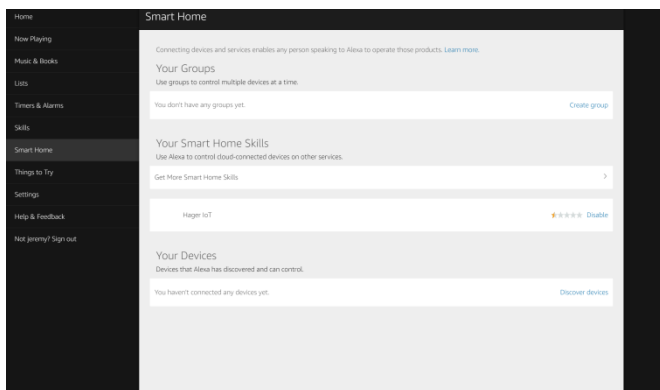 Home
Now Playing
Music & Books
Lists
Timers & Alarms
Skills
Smart Home
Things to Try
Settings
Help & Feedback
Not jeremy? Sign out
Smart Home
Connecting devices and services enables any person speaking to Alexa to operate those products. Learn more.
Your Groups
Use groups to control multiple devices at a time.
You don't have any groups yet. Create group
Your Smart Home Skills
Use Alexa to control cloud-connected devices on other services.
Get More Smart Home Skills
Hager IoT Disable
Your Devices
Devices that Alexa has discovered and can control.
You haven't connected any devices yet. Discover devices